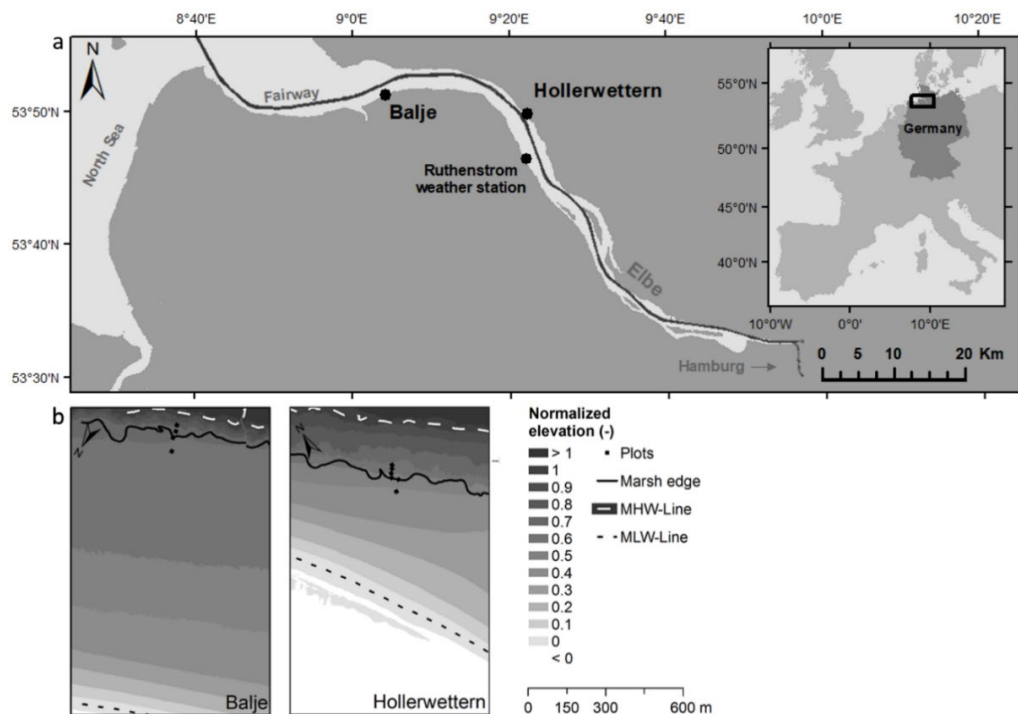 8°40'E 9°0'E 9°20'E 9°40'E 10°0'E 10°20'E
a
N
Fairway
Balje
Hollerwettern
Ruthenstrom
weather station
North Sea
Elbe
Hamburg
53°50'N
53°40'N
53°30'N
55°0'N
50°0'N
45°0'N
40°0'N
Germany
10°0'W 0°0' 10°0'E
0 5 10 20 Km
b
N
Balje
N
Hollerwettern
Normalized
elevation (-)
> 1
1
0.9
0.8
0.7
0.6
0.5
0.4
0.3
0.2
0.1
0
< 0
Plots
Marsh edge
MHW-Line
MLW-Line
0 150 300 600 m